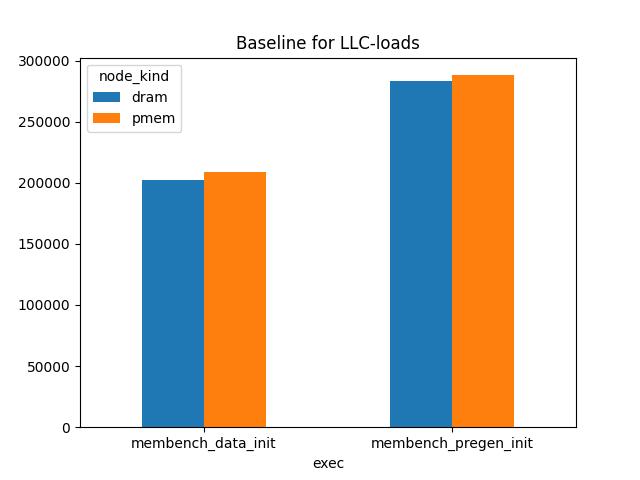 Baseline for LLC-loads
node_kind
dram
pmem
300000
250000
200000
150000
100000
50000
0
membench_data_init
membench_pregen_init
exec